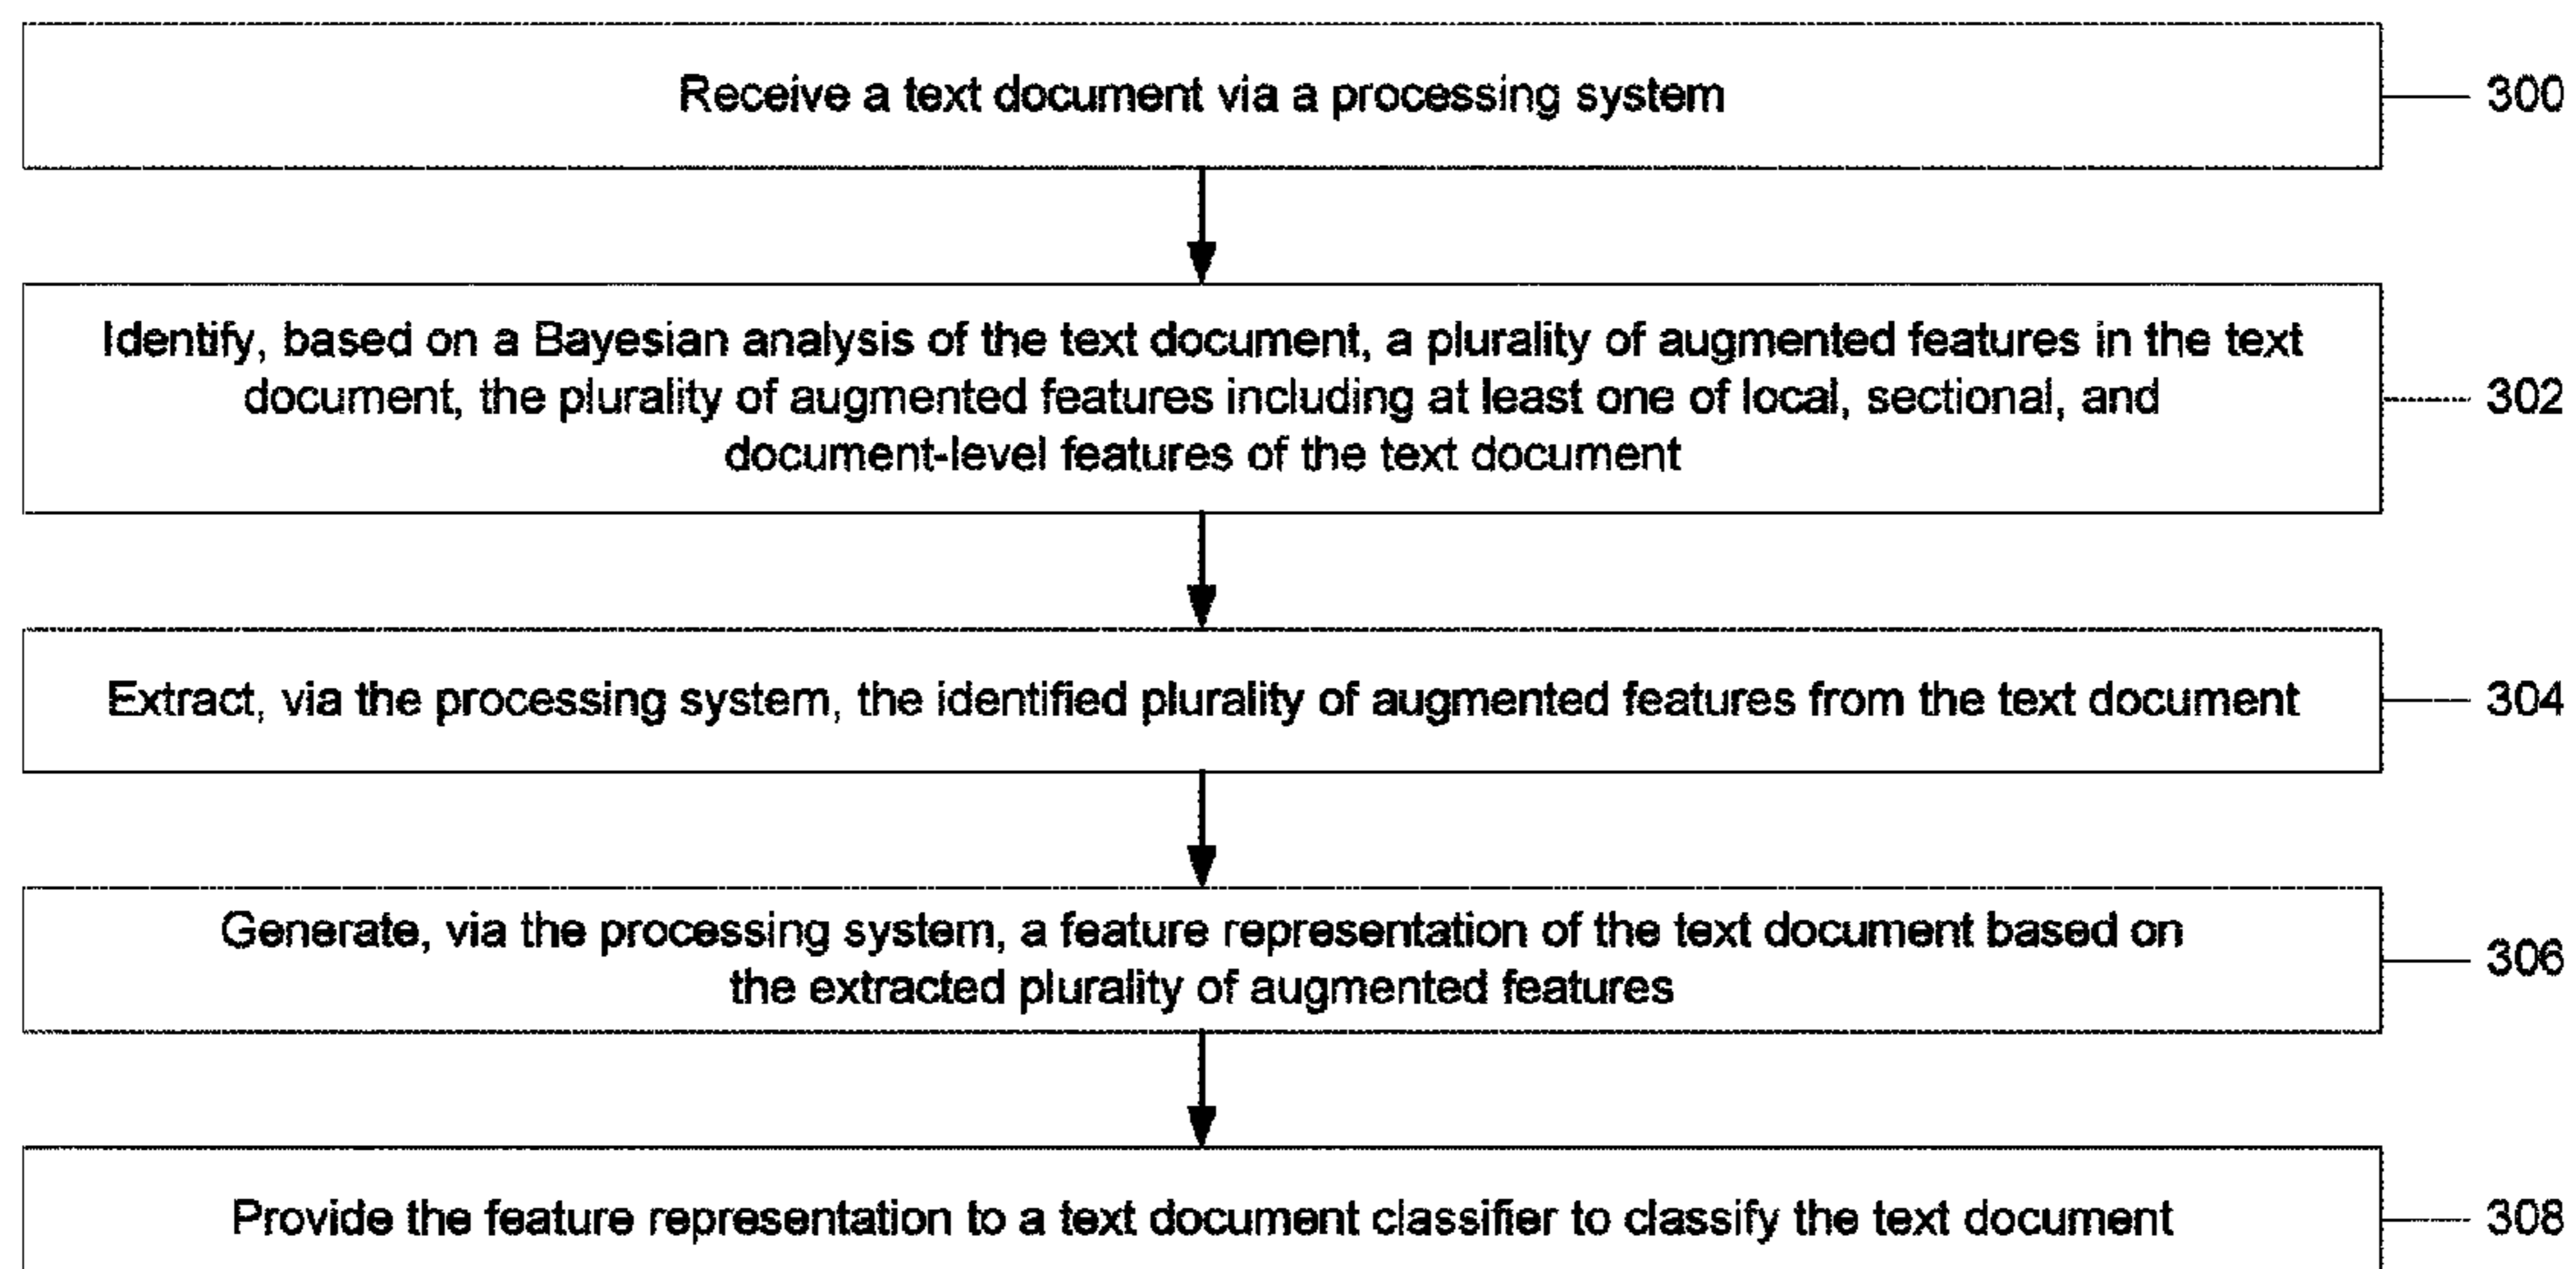 Receive a text document via a processing system
300
Identify, based on a Bayesian analysis of the text document, a plurality of augmented features in the text
document, the plurality of augmented features including at least one of local, sectional, and
document-level features of the text document
302
Extract, via the processing system, the identified plurality of augmented features from the text document
304
Generate, via the processing system, a feature representation of the text document based on
the extracted plurality of augmented features
306
Provide the feature representation to a text document classifier to classify the text document
308